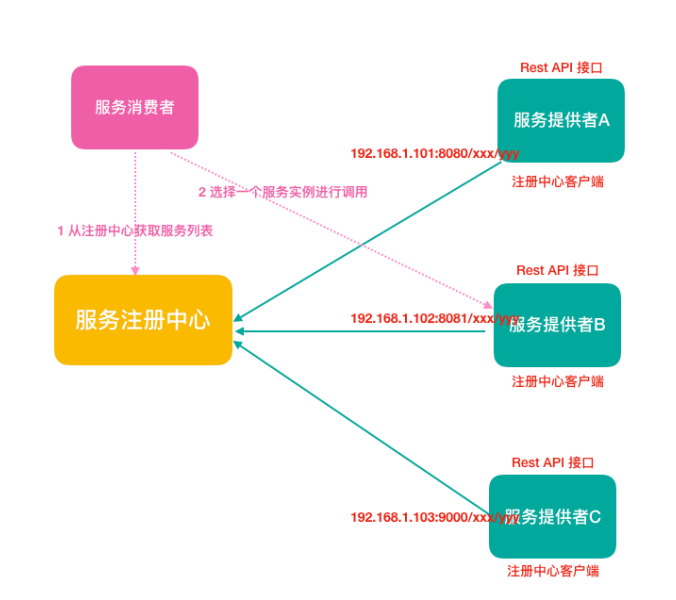 Rest API 接口
服务消费者
服务提供者A
192.168.1.101:8080/xxx/yyy
注册中心客户端
2 选择一个服务实例进行调用
1 从注册中心获取服务列表
Rest API 接口
服务注册中心
192.168.1.102:8081/xxx/yyy
服务提供者B
注册中心客户端
Rest API 接口
192.168.1.103:9000/xxx/yyy
服务提供者C
注册中心客户端